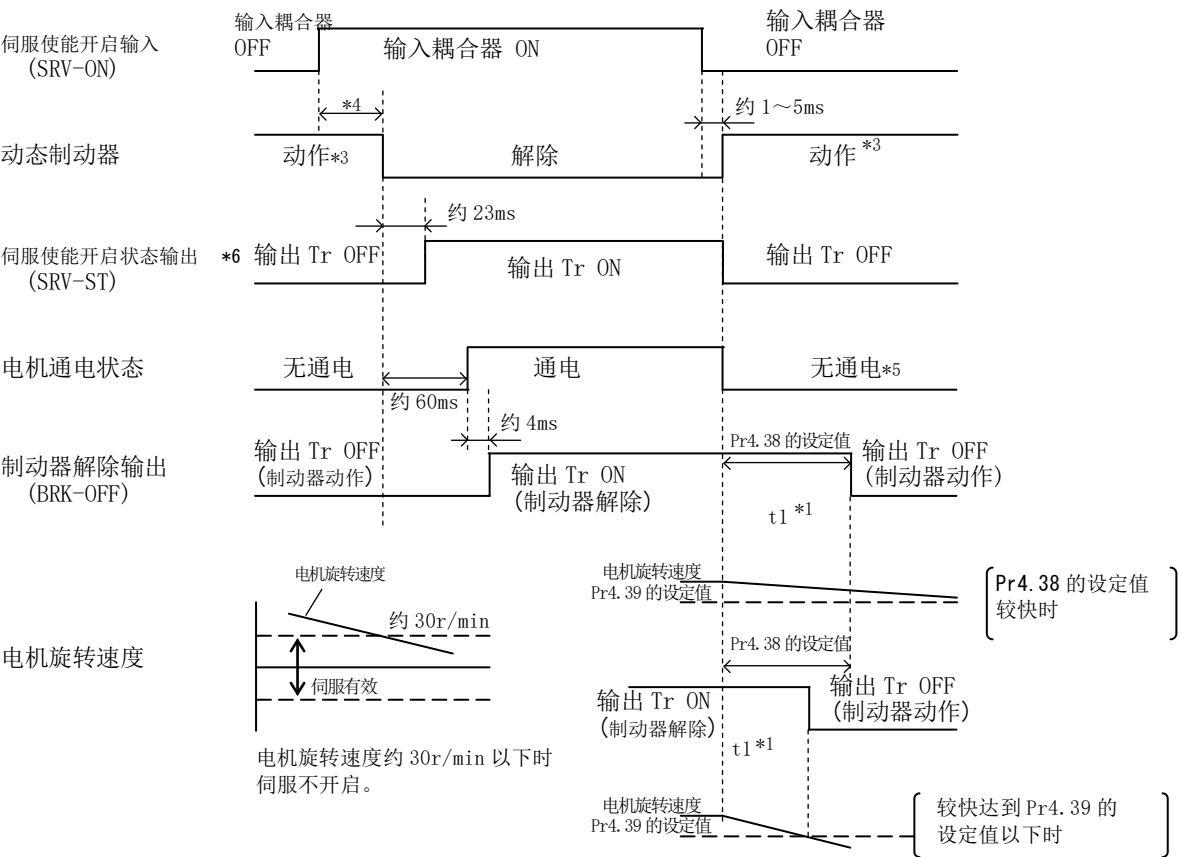 伺服使能开启输入
(SRV-ON)
输入耦合器
OFF
输入耦合器 ON
输入耦合器
OFF
*4
约 1～5ms
动态制动器
动作*3
解除
动作*3
约 23ms
伺服使能开启状态输出 *6
(SRV-ST)
输出 Tr OFF
输出 Tr ON
输出 Tr OFF
电机通电状态
无通电
通电
无通电*5
约 60ms
约 4ms
制动器解除输出
(BRK-OFF)
输出 Tr OFF
(制动器动作)
输出 Tr ON
(制动器解除)
Pr4.38 的设定值
输出 Tr OFF
(制动器动作)
t1 *1
电机旋转速度
电机旋转速度
约 30r/min
伺服有效
电机旋转速度约 30r/min 以下时
伺服不开启。
电机旋转速度
Pr4.39 的设定值
Pr4.38 的设定值
较快时
Pr4.38 的设定值
输出 Tr ON
(制动器解除)
输出 Tr OFF
(制动器动作)
t1*1
电机旋转速度
Pr4.39 的设定值
较快达到 Pr4.39 的
设定值以下时